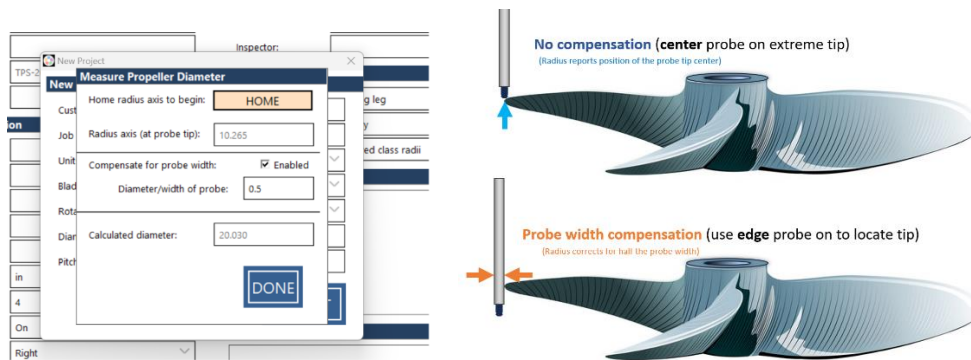 Inspector:
New Project
TPS-2
Measure Propeller Diameter
New
Home radius axis to begin:
HOME
g leg
Cust
Job
Radius axis (at probe tip):
10.265
y
on
Unit
Compensate for probe width:
Enabled
ed class radii
Blad
Diameter/width of probe:
0.5
Rota
Diar
Calculated diameter:
20.030
Pitch
in
DONE
4
On
Right
No compensation (center probe on extreme tip)
(Radius reports position of the probe tip center)
Probe width compensation (use edge probe on to locate tip)
(Radius corrects for half the probe width)